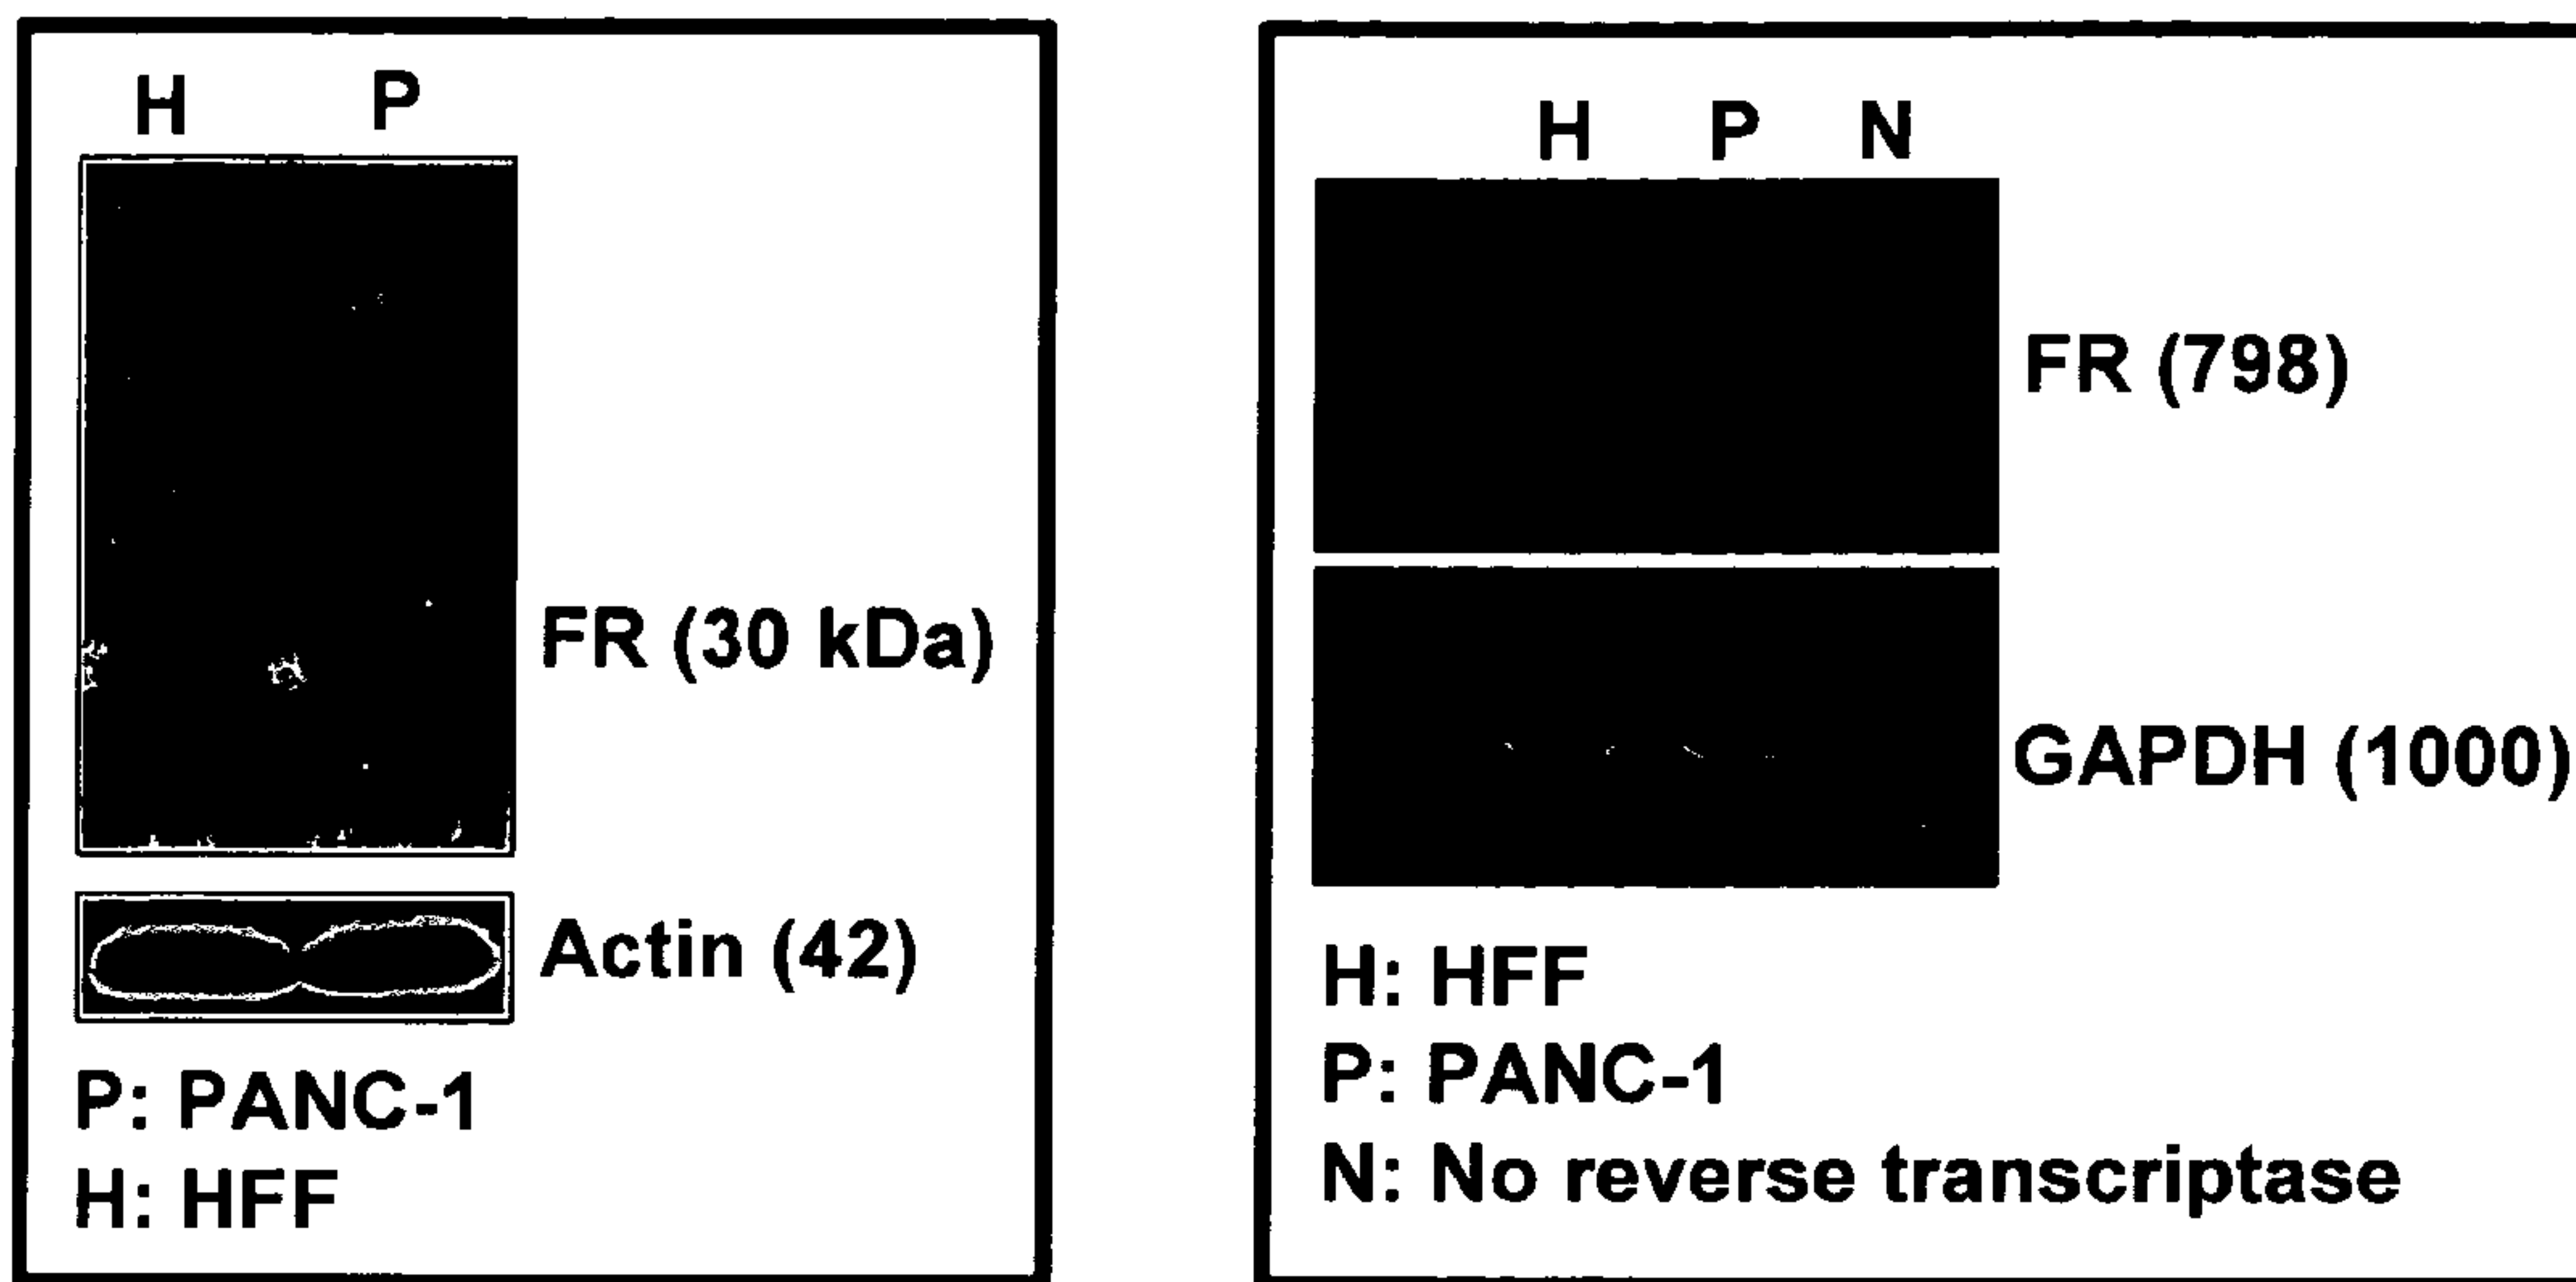 H P
FR (30 kDa)
Actin (42)
P: PANC-1
H: HFF
H P N
FR (798)
GAPDH (1000)
H: HFF
P: PANC-1
N: No reverse transcriptase